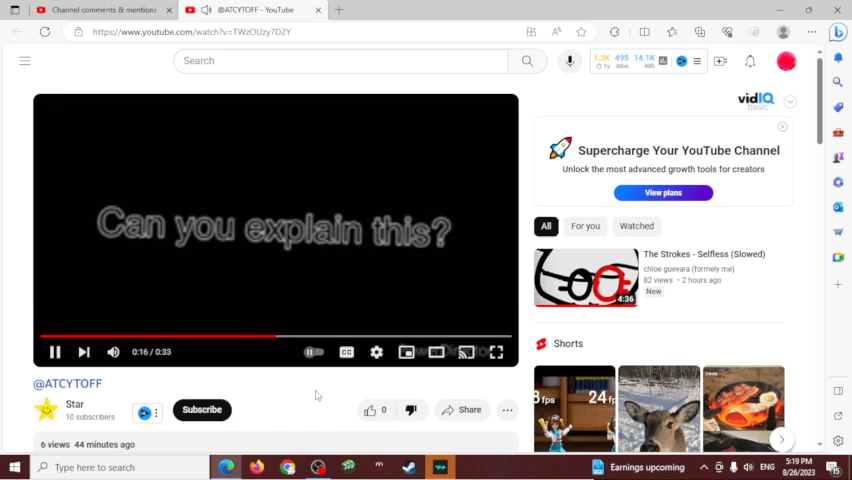 Channel comments & mentions -
@ATCYTOFF - YouTube
https://www.youtube.com/watch?v=TWzOUzy7D2Y
Search
1.3K 495 14.1K
1y 60m 48h
vidIQ
basic
Can you explain this?
Supercharge Your YouTube Channel
Unlock the most advanced growth tools for creators
View plans
All For you Watched
The Strokes - Selfless (Slowed)
chloe guevara (formely me)
82 views • 2 hours ago
New
4:36
0:16 / 0:33
CC
Shorts
@ATCYTOFF
Star
10 subscribers
Subscribe
0
Share
fps 24
6 views 44 minutes ago
Type here to search
Earnings upcoming
ENG
5:19 PM
8/26/2023
15